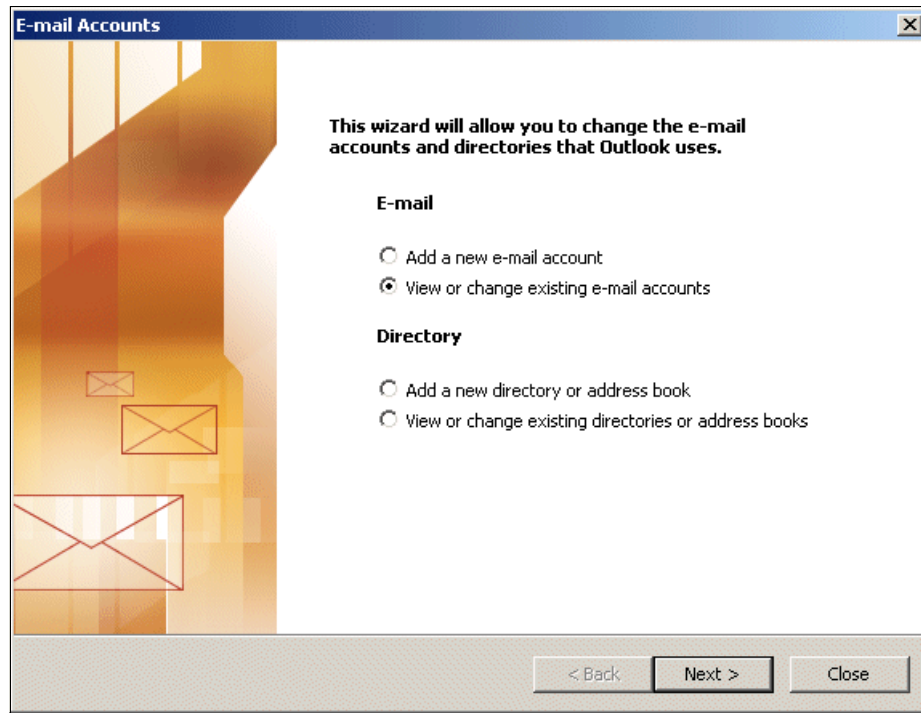 E-mail Accounts
This wizard will allow you to change the e-mail
accounts and directories that Outlook uses.
E-mail
Add a new e-mail account
View or change existing e-mail accounts
Directory
Add a new directory or address book
View or change existing directories or address books
< Back
Next >
Close